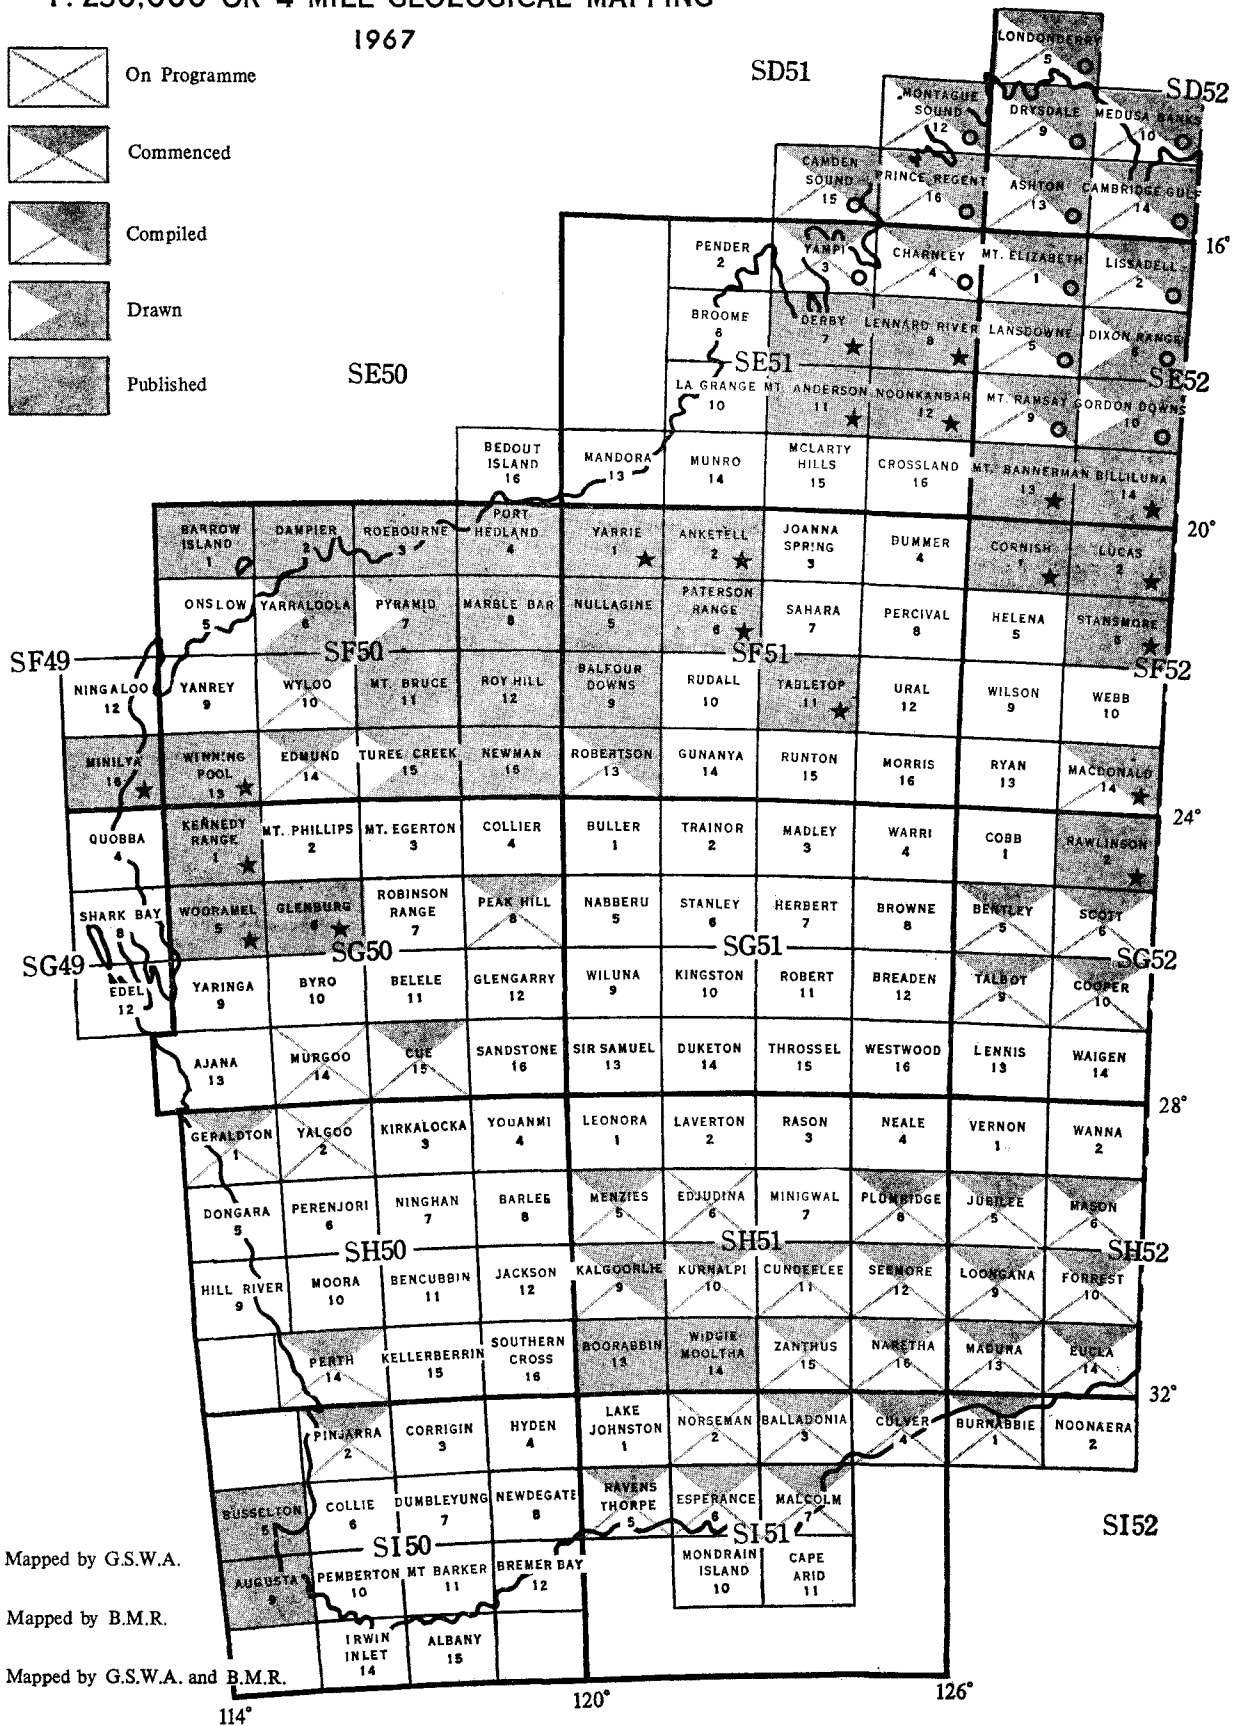 1: 250,000 OR 4 MILE GEOLOGICAL MAPPING
1967
On Programme
Commenced
Compiled
Drawn
Published
SD51
SD52
SE50
SE51
SE52
SF49
SF50
SF51
SF52
SG49
SG50
SG51
SG52
SH50
SH51
SH52
SI50
SI51
SI52
16°
20°
24°
28°
32°
114°
120°
126°
LONDONDERRY
5
MONTAGUE
SOUND
12
DRYSDALE
9
MEDUSA BANKS
10
CAMDEN
SOUND
15
PRINCE REGENT
16
ASHTON
13
CAMBRIDGE GULF
14
PENDER
2
YAMPI
3
CHARNLEY
4
MT. ELIZABETH
1
LISSADELL
2
BROOME
6
DERBY
7
LENNARD RIVER
8
LANSDOWNE
5
DIXON RANGE
6
LA GRANGE
10
MT. ANDERSON
11
NOONKANBAH
12
MT. RAMSAY
9
GORDON DOWNS
10
BEDOUT
ISLAND
16
MANDORA
13
MUNRO
14
MCLARTY
HILLS
15
CROSSLAND
16
MT. BANNERMAN
13
BILLILUNA
14
BARROW
ISLAND
1
DAMPIER
2
ROEBOURNE
3
PORT
HEDLAND
4
YARRIE
1
ANKETELL
2
JOANNA
SPRING
3
DUMMER
4
CORNISH
1
LUCAS
2
ONSLOW
5
YARRALOOLA
6
PYRAMID
7
MARBLE BAR
8
NULLAGINE
5
PATERSON
RANGE
6
SAHARA
7
PERCIVAL
8
HELENA
5
STANSMORE
6
NINGALOO
12
YANREY
9
WYLOO
10
MT. BRUCE
11
ROY HILL
12
BALFOUR
DOWNS
9
RUDALL
10
TABLETOP
11
URAL
12
WILSON
9
WEBB
10
MINILYA
16
WINNING
POOL
13
EDMUND
14
TUREE CREEK
15
NEWMAN
16
ROBERTSON
13
GUNANYA
14
RUNTON
15
MORRIS
16
RYAN
13
MACDONALD
14
QUOBBA
4
KENNEDY
RANGE
1
MT. PHILLIPS
2
MT. EGERTON
3
COLLIER
4
BULLER
1
TRAINOR
2
MADLEY
3
WARRI
4
COBB
1
RAWLINSON
2
SHARK BAY
8
WOORAMEL
5
GLENBURG
6
ROBINSON
RANGE
7
PEAK HILL
8
NABBERU
5
STANLEY
6
HERBERT
7
BROWNE
8
BENTLEY
5
SCOTT
6
EDEL
12
YARINGA
9
BYRO
10
BELELE
11
GLENGARRY
12
WILUNA
9
KINGSTON
10
ROBERT
11
BREADEN
12
TALBOT
9
COOPER
10
AJANA
13
MURGOO
14
CUE
15
SANDSTONE
16
SIR SAMUEL
13
DUKETON
14
THROSSEL
15
WESTWOOD
16
LENNIS
13
WAIGEN
14
GERALDTON
1
YALGOO
2
KIRKALOCKA
3
YOUANMI
4
LEONORA
1
LAVERTON
2
RASON
3
NEALE
4
VERNON
1
WANNA
2
DONGARA
5
PERENJORI
6
NINGHAN
7
BARLEE
8
MENZIES
5
EDJUDINA
6
MINIGWAL
7
PLUMRIDGE
8
JUBILEE
5
MASON
6
HILL RIVER
9
MOORA
10
BENCUBBIN
11
JACKSON
12
KALGOORLIE
9
KURNALPI
10
CUNDEELEE
11
SEEMORE
12
LOONGANA
9
FORREST
10
PERTH
14
KELLERBERRIN
15
SOUTHERN
CROSS
16
BOORABBIN
13
WIDGIE
MOOLTHA
14
ZANTHUS
15
NARETHA
16
MADURA
13
EUCLA
14
PINJARRA
2
CORRIGIN
3
HYDEN
4
LAKE
JOHNSTON
1
NORSEMAN
2
BALLADONIA
3
CULVER
4
BURNABBIE
1
NOONAERA
2
BUSSELTON
5
COLLIE
6
DUMBLEYUNG
7
NEWDEGATE
8
RAVENS
THORPE
5
ESPERANCE
6
MALCOLM
7
AUGUSTA
9
PEMBERTON
10
MT BARKER
11
BREMER BAY
12
MONDRAIN
ISLAND
10
CAPE
ARID
11
IRWIN
INLET
14
ALBANY
15
Mapped by G.S.W.A.
Mapped by B.M.R.
Mapped by G.S.W.A. and B.M.R.